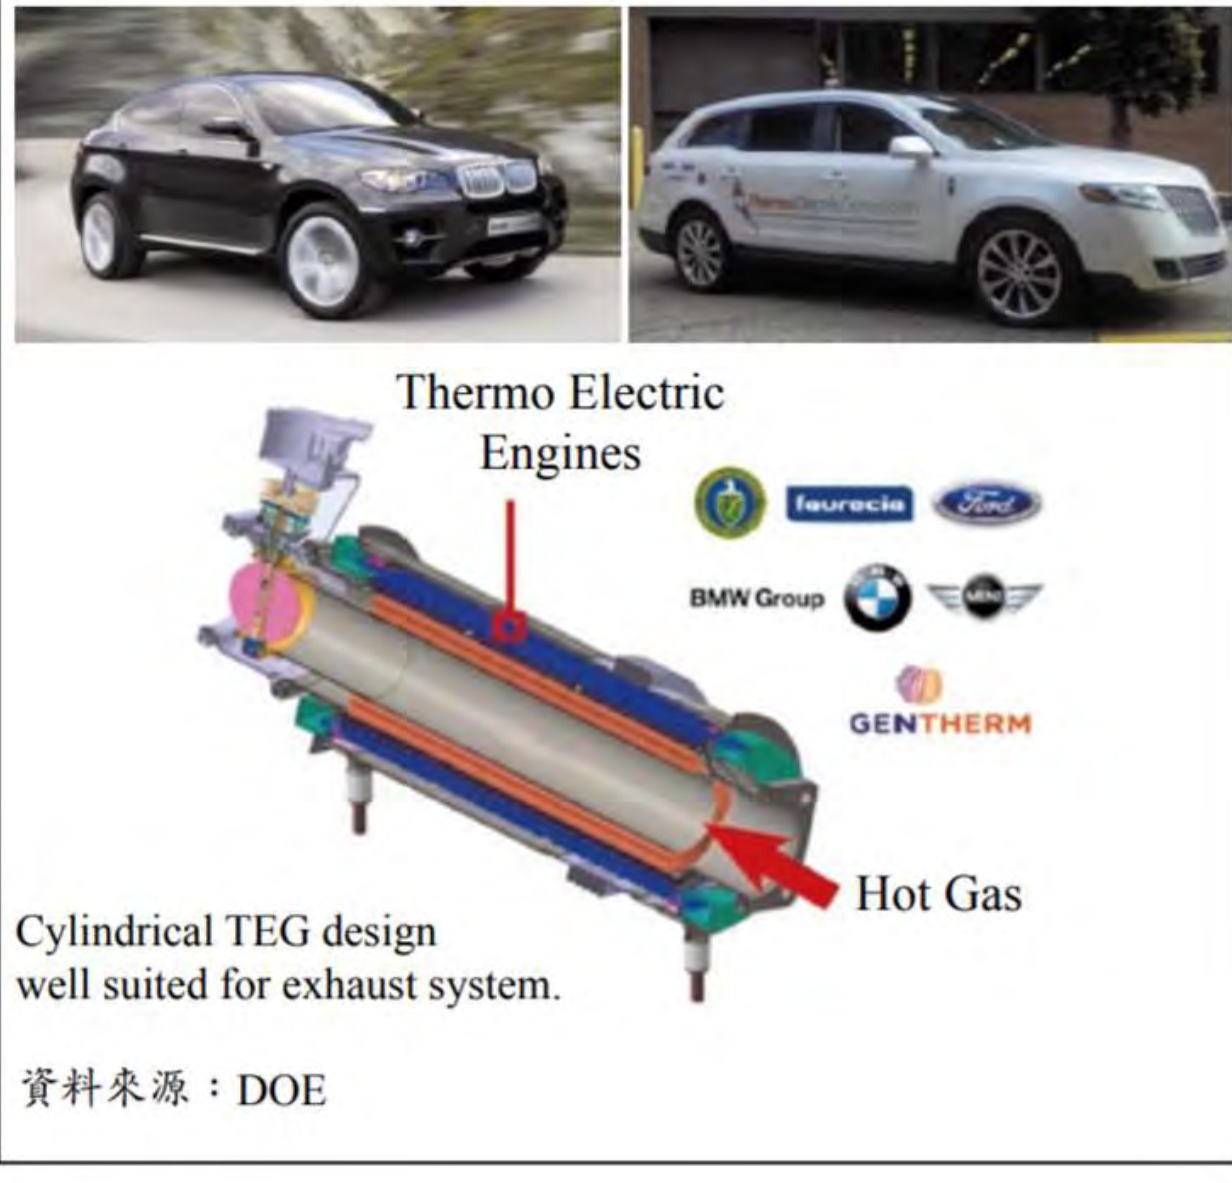 Thermo Electric
Engines
faurecia
Ford
BMW Group
MINI
GENTHERM
Hot Gas
Cylindrical TEG design
well suited for exhaust system.
資料來源：DOE